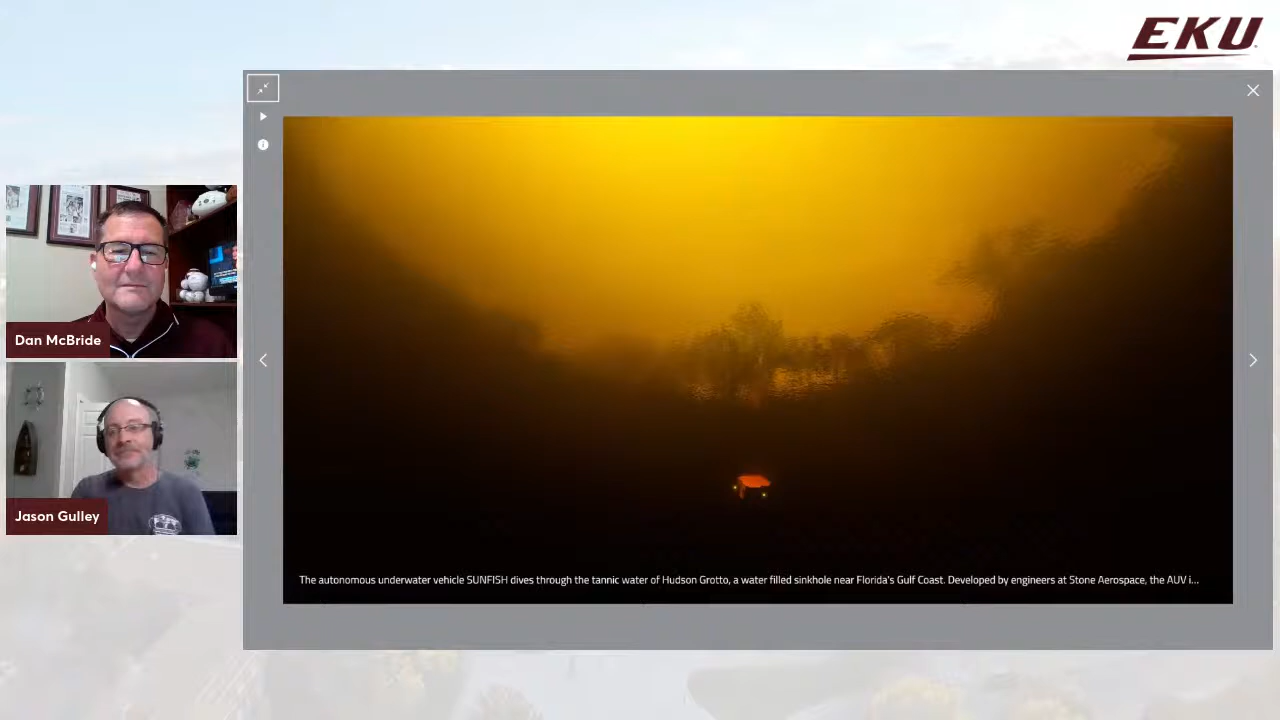 EKU
Dan McBride
Jason Gulley
The autonomous underwater vehicle SUNFISH dives through the tannic water of Hudson Grotto, a water filled sinkhole near Florida's Gulf Coast. Developed by engineers at Stone Aerospace, the AUV i...